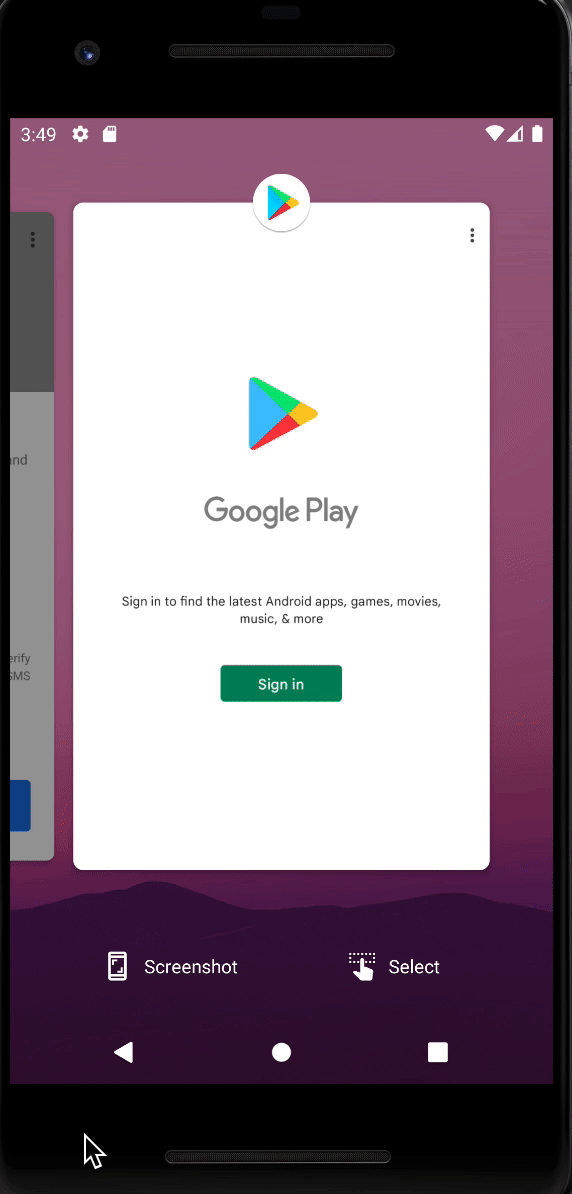 3:49
and
Google Play
Sign in to find the latest Android apps, games, movies,
music, & more
erify
SMS
Sign in
Screenshot
Select